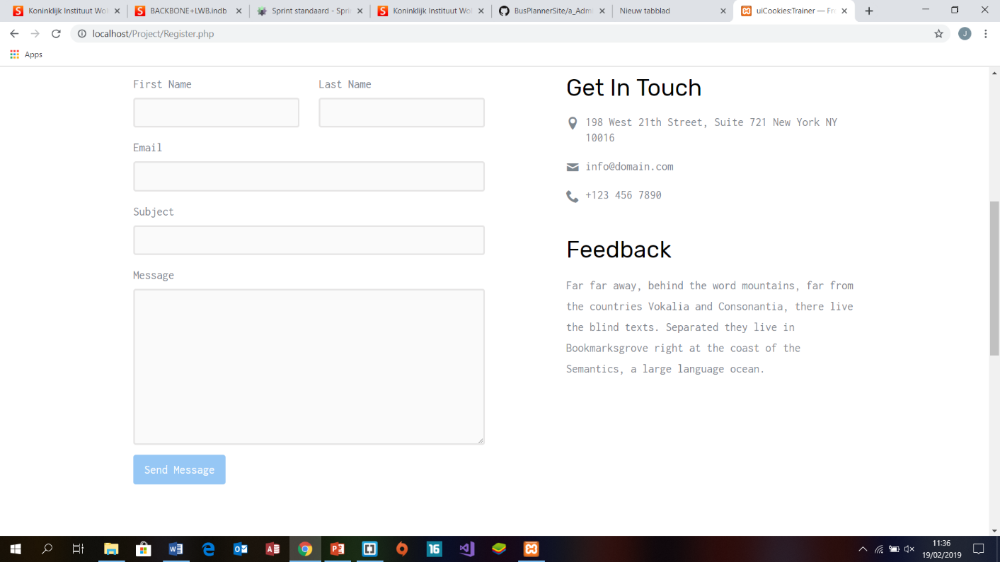 Koninklijk Instituut Wol
BACKBONE+LWB.indb
Sprint standaard - Spri
Koninklijk Instituut Wol
BusPlannerSite/a_Admi
Nieuw tabblad
uiCookies:Trainer — Fre
localhost/Project/Register.php
J
Apps
First Name
Last Name
Email
Subject
Message
Send Message
Get In Touch
198 West 21th Street, Suite 721 New York NY
10016
info@domain.com
+123 456 7890
Feedback
Far far away, behind the word mountains, far from
the countries Vokalia and Consonantia, there live
the blind texts. Separated they live in
Bookmarksgrove right at the coast of the
Semantics, a large language ocean.
16
11:36
19/02/2019